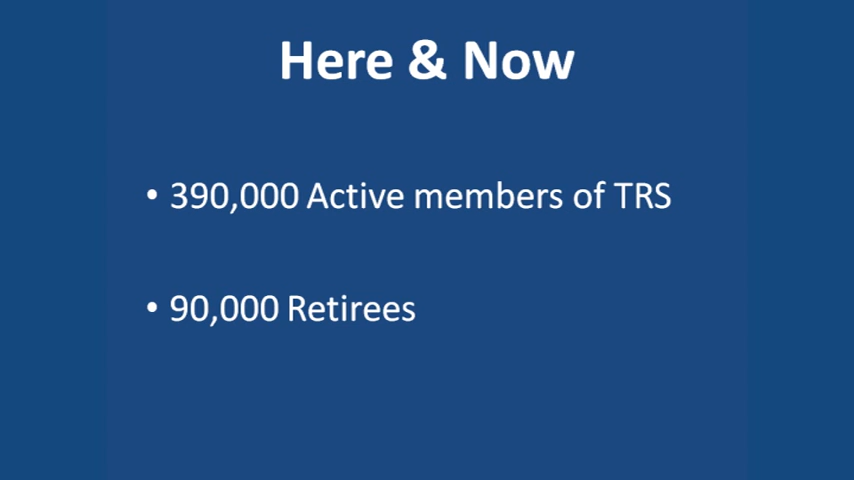 Here & Now
• 390,000 Active members of TRS
• 90,000 Retirees